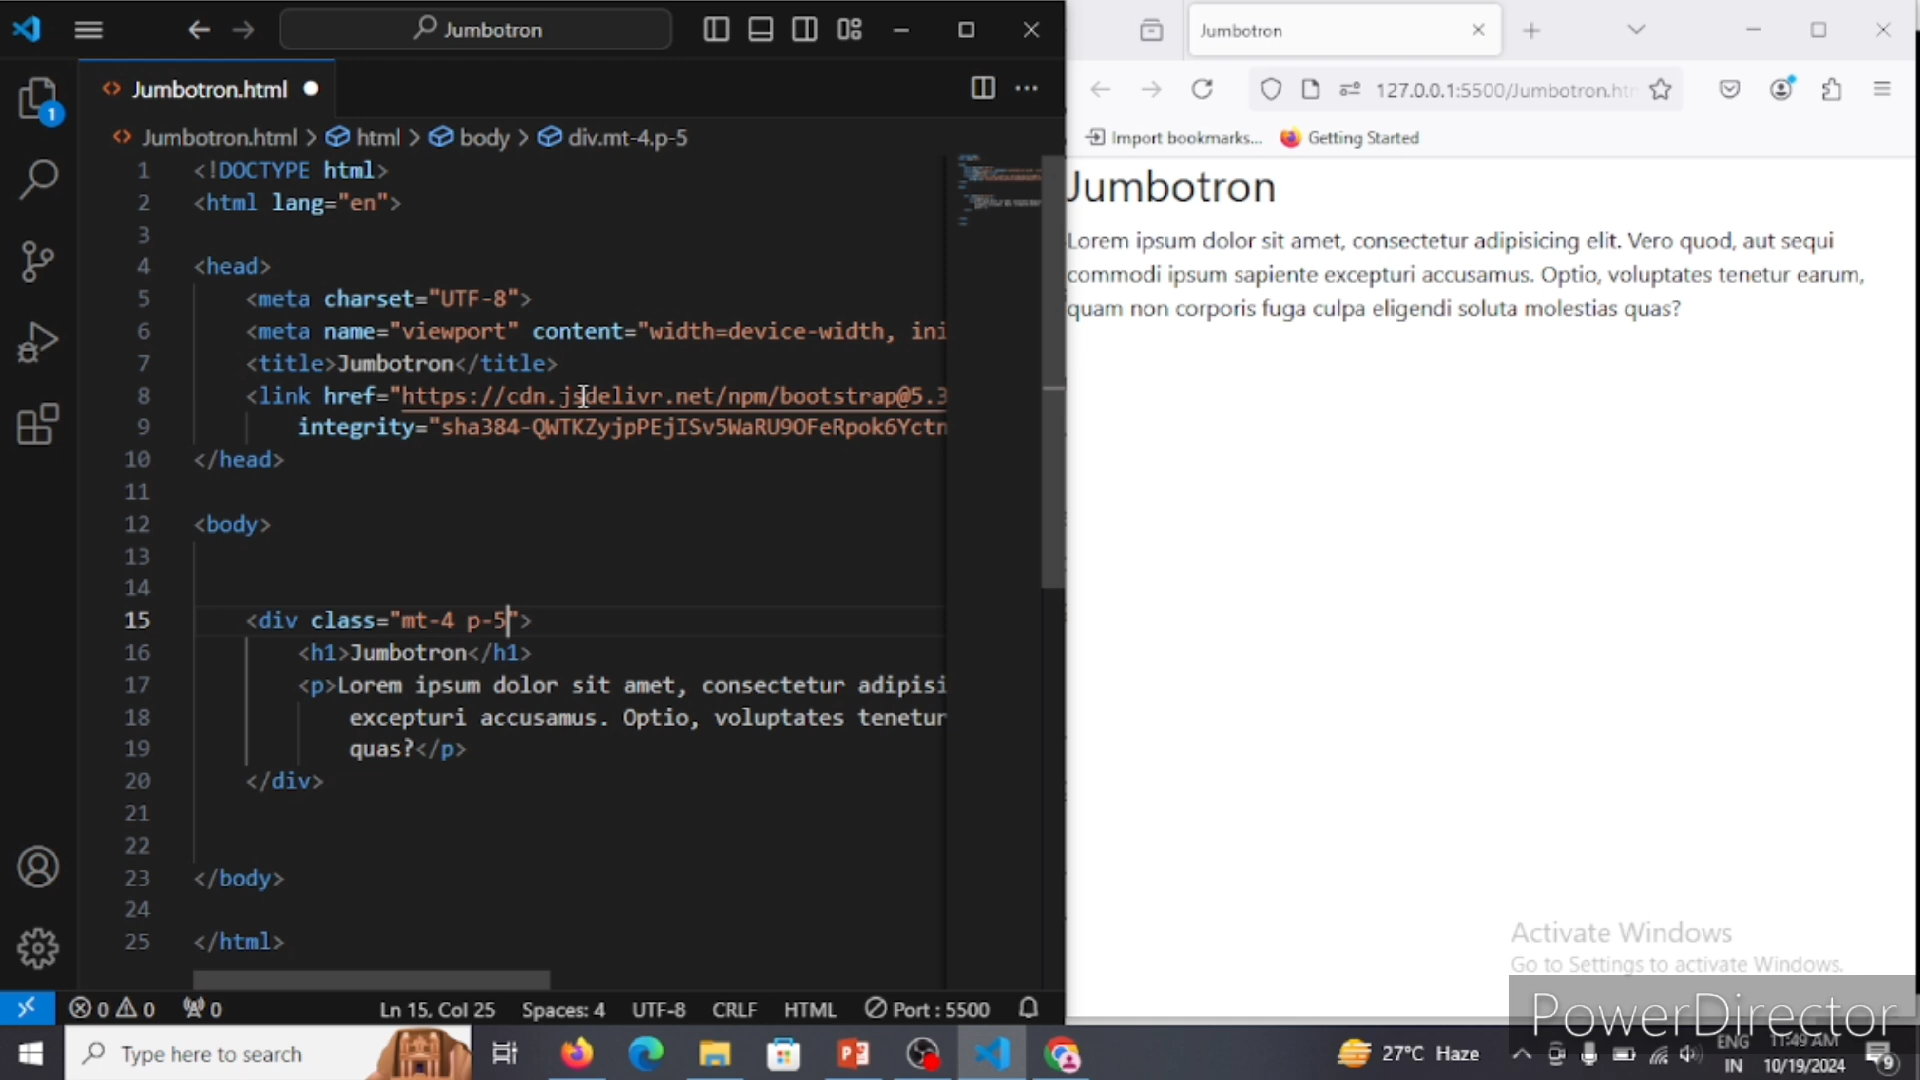 Jumbotron
Jumbotron.html
Jumbotron.html > html > body > div.mt-4.p-5
1 <!DOCTYPE html>
2 <html lang="en">
3
4 <head>
5 <meta charset="UTF-8">
6 <meta name="viewport" content="width=device-width, ini
7 <title>Jumbotron</title>
8 <link href="https://cdn.jsdelivr.net/npm/bootstrap@5.3
9 integrity="sha384-QWTKZyjpPEjISv5WaRU9OFeRpok6Yctn
10 </head>
11
12 <body>
13
14
15 <div class="mt-4 p-5">
16 <h1>Jumbotron</h1>
17 <p>Lorem ipsum dolor sit amet, consectetur adipisi
18 excepturi accusamus. Optio, voluptates tenetur
19 quas?</p>
20 </div>
21
22
23 </body>
24
25 </html>
1
0 0 0 Ln 15, Col 25 Spaces: 4 UTF-8 CRLF HTML Port : 5500
Jumbotron
127.0.0.1:5500/Jumbotron.htm
Import bookmarks... Getting Started
Jumbotron
Lorem ipsum dolor sit amet, consectetur adipisicing elit. Vero quod, aut sequi
commodi ipsum sapiente excepturi accusamus. Optio, voluptates tenetur earum,
quam non corporis fuga culpa eligendi soluta molestias quas?
Activate Windows
Go to Settings to activate Windows.
PowerDirector
Type here to search
27°C Haze
ENG
IN
11:49 AM
10/19/2024
9